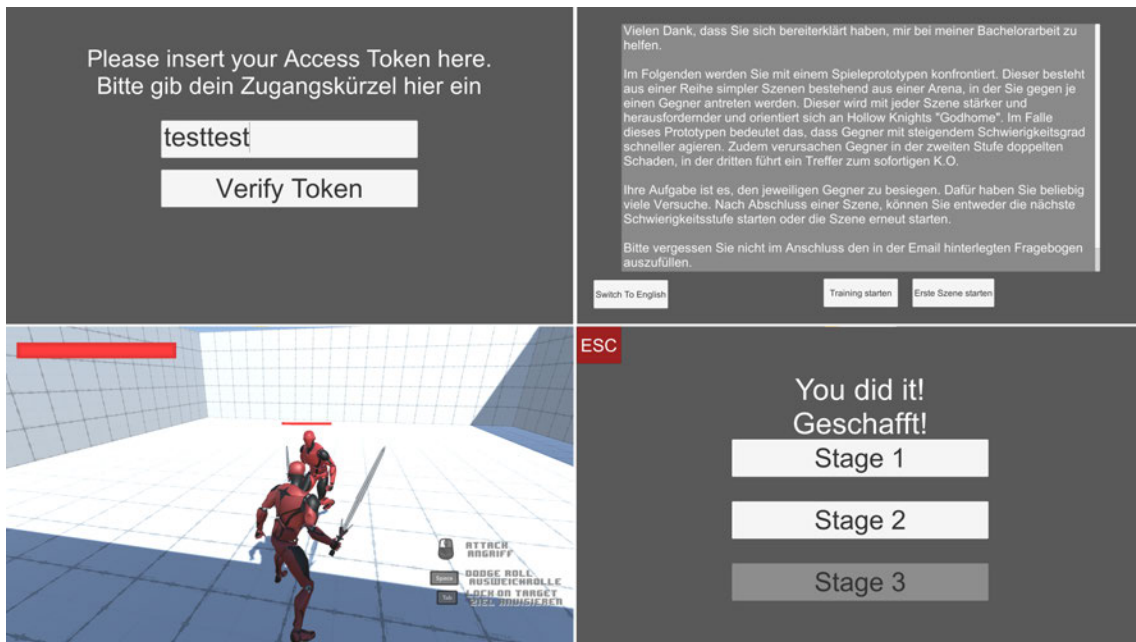 Please insert your Access Token here.
Bitte gib dein Zugangskürzel hier ein
testtest
Verify Token
Vielen Dank, dass Sie sich bereiterklärt haben, mir bei meiner Bachelorarbeit zu
helfen.
Im Folgenden werden Sie mit einem Spieleprototypen konfrontiert. Dieser besteht
aus einer Reihe simpler Szenen bestehend aus einer Arena, in der Sie gegen je
einen Gegner antreten werden. Dieser wird mit jeder Szene stärker und
herausfordernder und orientiert sich an Hollow Knights "Godhome". Im Falle
dieses Prototypen bedeutet das, dass Gegner mit steigendem Schwierigkeitsgrad
schneller agieren. Zudem verursachen Gegner in der zweiten Stufe doppelten
Schaden, in der dritten führt ein Treffer zum sofortigen K.O.
Ihre Aufgabe ist es, den jeweiligen Gegner zu besiegen. Dafür haben Sie beliebig
viele Versuche. Nach Abschluss einer Szene, können Sie entweder die nächste
Schwierigkeitsstufe starten oder die Szene erneut starten.
Bitte vergessen Sie nicht im Anschluss den in der Email hinterlegten Fragebogen
auszufüllen.
Switch To English
Training starten
Erste Szene starten
ATTACK
ANGRIFF
Space
DODGE ROLL
AUSWEICHROLLE
Tab
LOCK ON TARGET
ZIEL ANVISIEREN
ESC
You did it!
Geschafft!
Stage 1
Stage 2
Stage 3